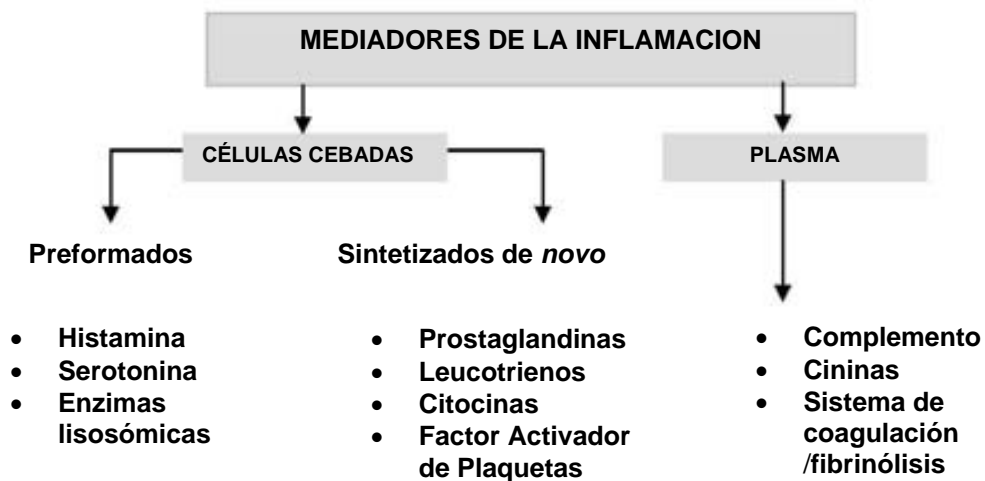 MEDIADORES DE LA INFLAMACION
CÉLULAS CEBADAS
PLASMA
Preformados
Sintetizados de novo
• Histamina
• Serotonina
• Enzimas
lisosómicas
• Prostaglandinas
• Leucotrienos
• Citocinas
• Factor Activador
de Plaquetas
• Complemento
• Cininas
• Sistema de
coagulación
/fibrinólisis